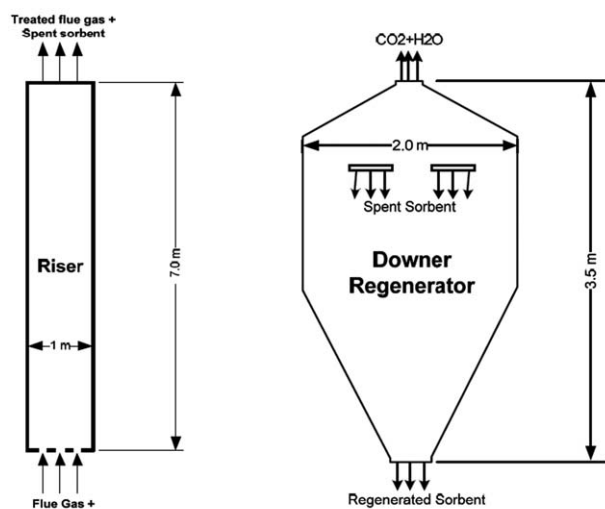 Treated flue gas +
Spent sorbent
Riser
7.0 m
1 m
Flue Gas +
CO2+H2O
2.0 m
Spent Sorbent
Downer
Regenerator
3.5 m
Regenerated Sorbent